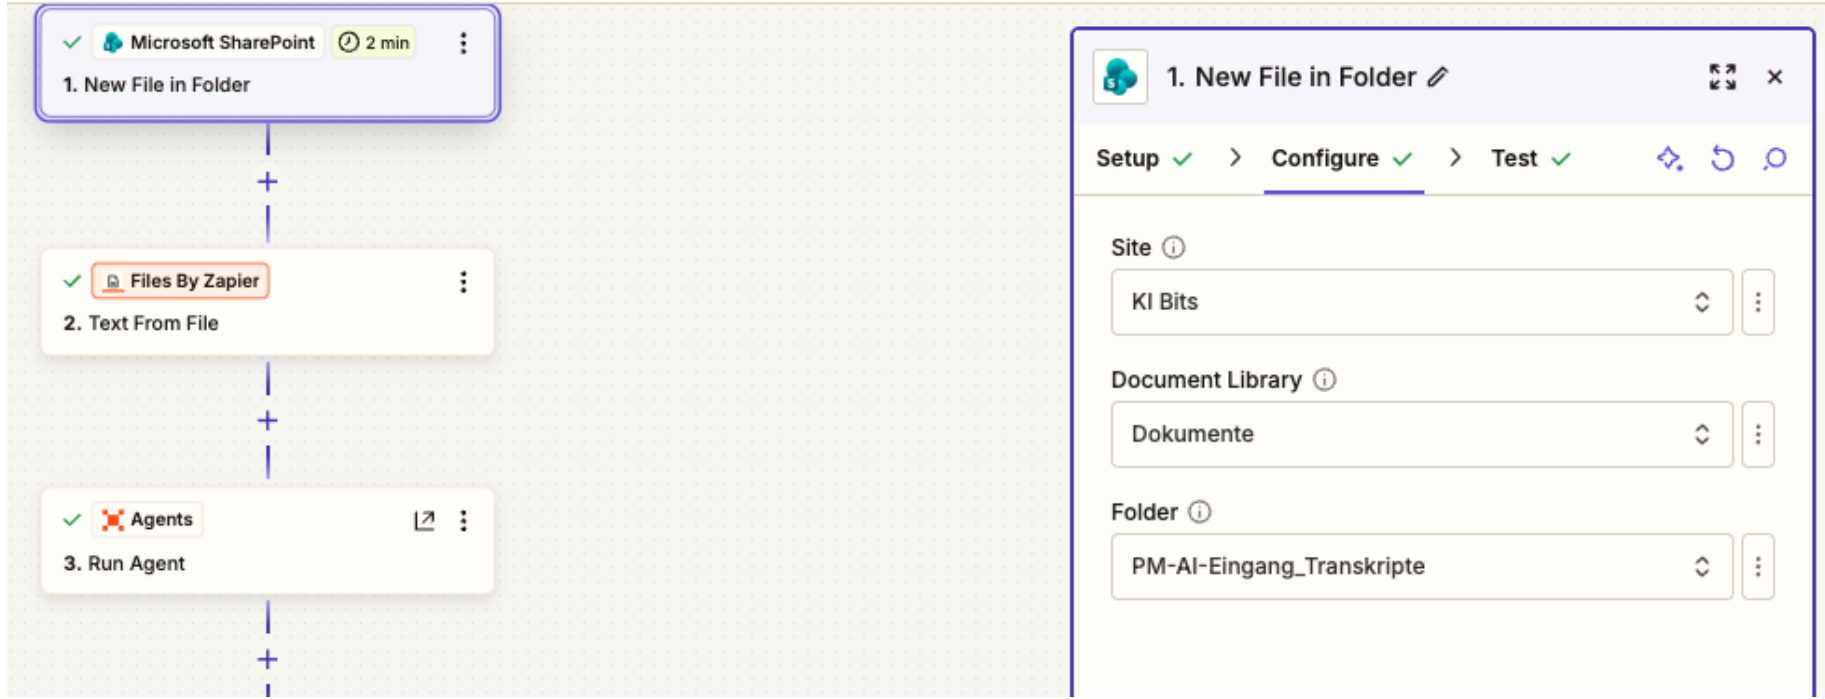 Microsoft SharePoint
2 min
1. New File in Folder
Files By Zapier
2. Text From File
Agents
3. Run Agent
1. New File in Folder
Setup
Configure
Test
Site
KI Bits
Document Library
Dokumente
Folder
PM-AI-Eingang_Transkripte